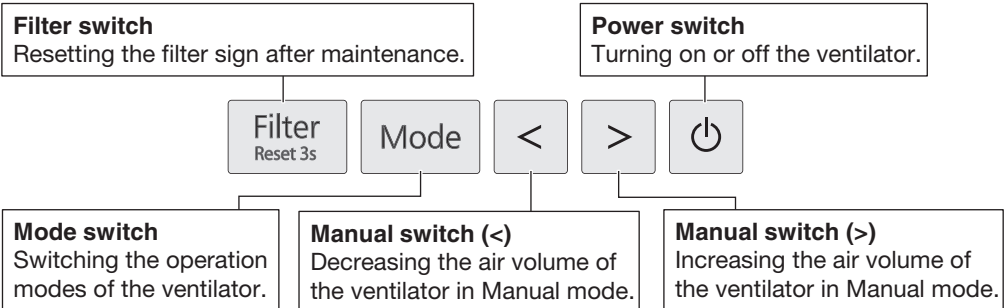 Filter switch
Resetting the filter sign after maintenance.
Power switch
Turning on or off the ventilator.
Filter
Reset 3s
Mode
<
>
Mode switch
Switching the operation
modes of the ventilator.
Manual switch (<)
Decreasing the air volume of
the ventilator in Manual mode.
Manual switch (>)
Increasing the air volume of
the ventilator in Manual mode.